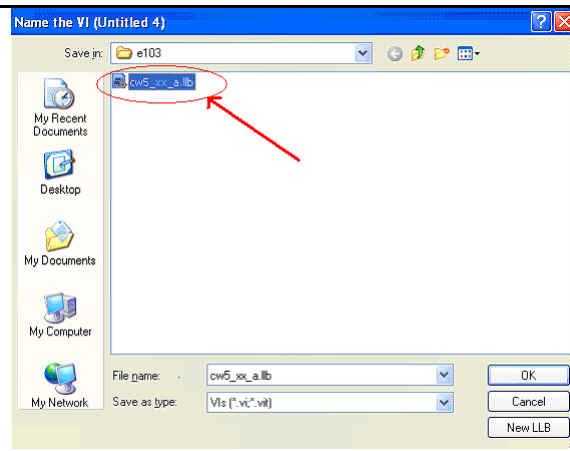 Name the VI (Untitled 4)
Save in:
e103
cw5_xx_a.llb
My Recent
Documents
Desktop
My Documents
My Computer
My Network
File name:
cw5_xx_a.llb
OK
Save as type:
VIs (*.vi;*.vit)
Cancel
New LLB